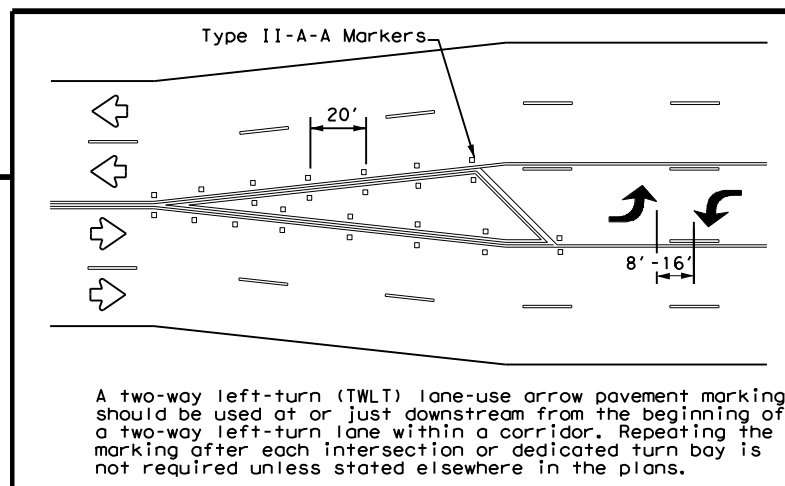 Type II-A-A Markers
20'
8' -16'
A two-way left-turn (TWLT) lane-use arrow pavement marking
should be used at or just downstream from the beginning of
a two-way left-turn lane within a corridor. Repeating the
marking after each intersection or dedicated turn bay is
not required unless stated elsewhere in the plans.